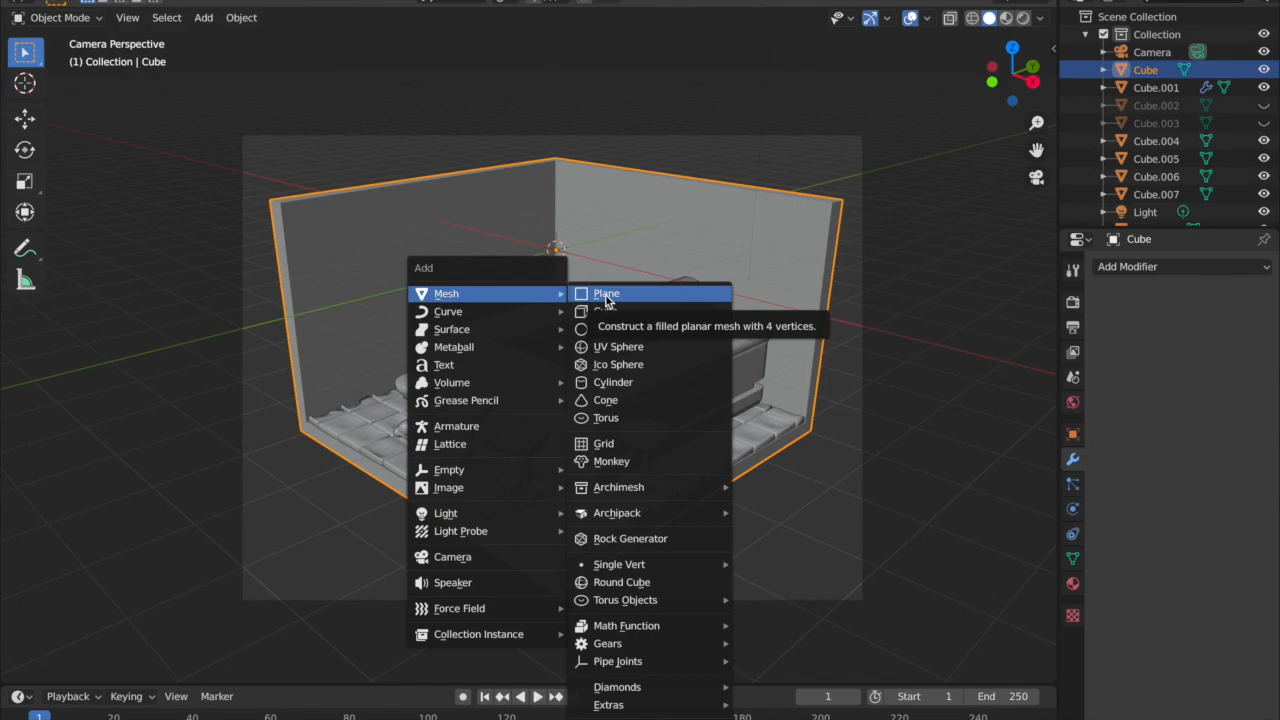 Object Mode
View
Select
Add
Object
Camera Perspective
(1) Collection | Cube
Z
Y
X
Scene Collection
Collection
Camera
Cube
Cube.001
Cube.002
Cube.003
Cube.004
Cube.005
Cube.006
Cube.007
Light
Cube
Add Modifier
Add
Mesh
Curve
Surface
Metaball
Text
Volume
Grease Pencil
Armature
Lattice
Empty
Image
Light
Light Probe
Camera
Speaker
Force Field
Collection Instance
Plane
Construct a filled planar mesh with 4 vertices.
UV Sphere
Ico Sphere
Cylinder
Cone
Torus
Grid
Monkey
Archimesh
Archipack
Rock Generator
Single Vert
Round Cube
Torus Objects
Math Function
Gears
Pipe Joints
Diamonds
Extras
Playback
Keying
View
Marker
1
Start 1
End 250
1
20
40
60
80
100
120
180
200
220
240